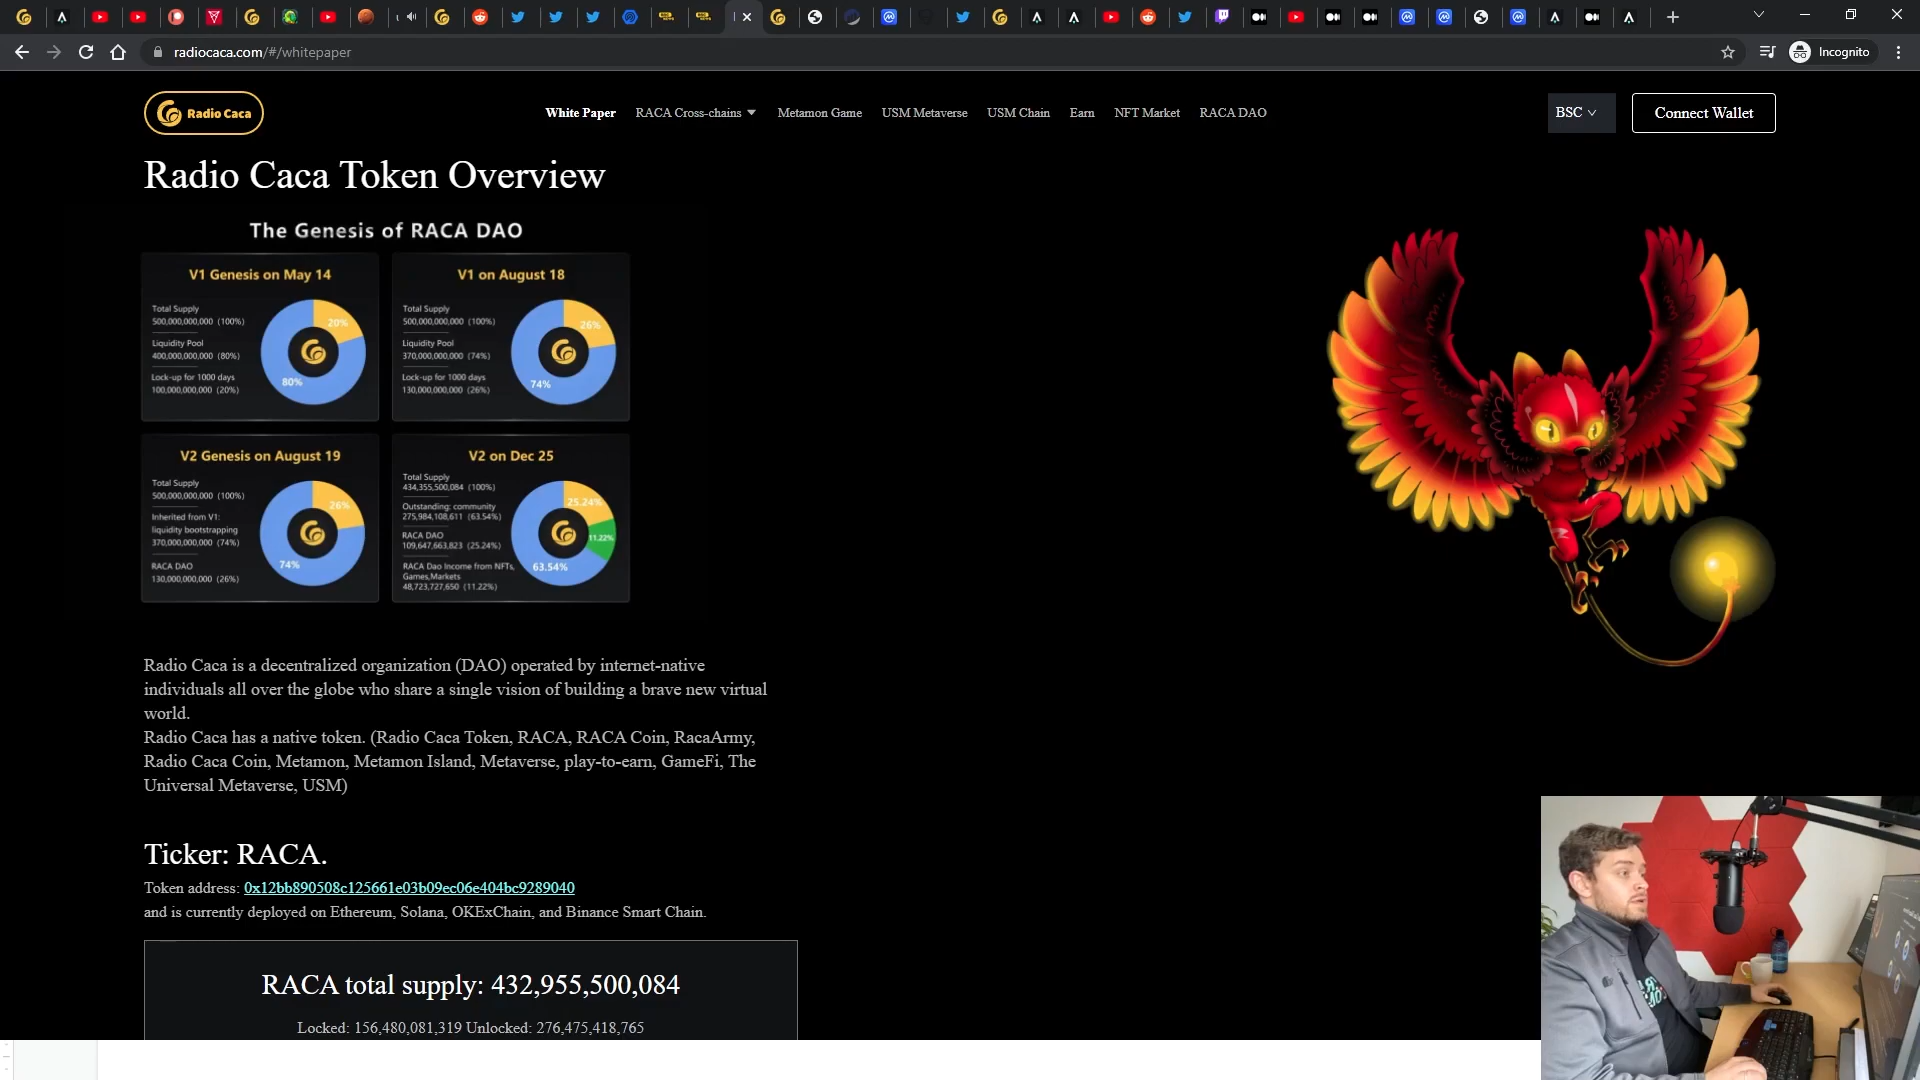 radiocaca.com/#/whitepaper
Incognito
Radio Caca
White Paper
RACA Cross-chains
Metamon Game
USM Metaverse
USM Chain
Earn
NFT Market
RACA DAO
BSC
Connect Wallet
Radio Caca Token Overview
The Genesis of RACA DAO
V1 Genesis on May 14
Total Supply
500,000,000,000 (100%)
Liquidity Pool
400,000,000,000 (80%)
Lock-up for 1000 days
100,000,000,000 (20%)
20%
80%
V1 on August 18
Total Supply
500,000,000,000 (100%)
Liquidity Pool
370,000,000,000 (74%)
Lock-up for 1000 days
130,000,000,000 (26%)
26%
74%
V2 Genesis on August 19
Total Supply
500,000,000,000 (100%)
Inherited from V1:
liquidity bootstrapping
370,000,000,000 (74%)
RACA DAO
130,000,000,000 (26%)
26%
74%
V2 on Dec 25
Total Supply
434,355,500,084 (100%)
Outstanding: community
275,984,108,611 (63.54%)
RACA DAO
109,647,663,823 (25.24%)
RACA Dao Income from NFTs,
Games,Markets
48,723,727,650 (11.22%)
25.24%
11.22%
63.54%
Radio Caca is a decentralized organization (DAO) operated by internet-native
individuals all over the globe who share a single vision of building a brave new virtual
world.
Radio Caca has a native token. (Radio Caca Token, RACA, RACA Coin, RacaArmy,
Radio Caca Coin, Metamon, Metamon Island, Metaverse, play-to-earn, GameFi, The
Universal Metaverse, USM)
Ticker: RACA.
Token address: 0x12bb890508c125661e03b09ec06e404bc9289040
and is currently deployed on Ethereum, Solana, OKExChain, and Binance Smart Chain.
RACA total supply: 432,955,500,084
Locked: 156,480,081,319 Unlocked: 276,475,418,765